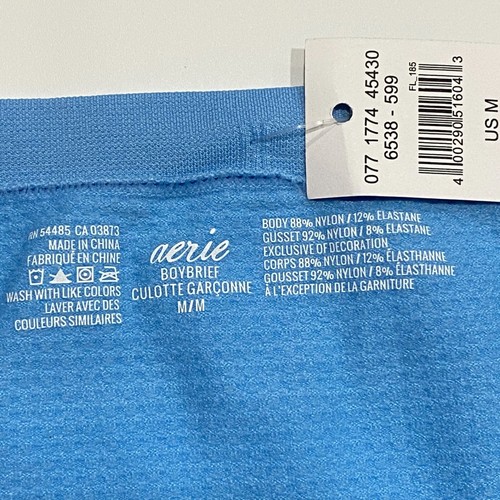 RN 54485 CA 03873
MADE IN CHINA
FABRIQUÉ EN CHINE
WASH WITH LIKE COLORS
LAVER AVEC DES
COULEURS SIMILAIRES
aerie
BOYBRIEF
CULOTTE GARÇONNE
M/M
BODY 88% NYLON / 12% ELASTANE
GUSSET 92% NYLON / 8% ELASTANE
EXCLUSIVE OF DECORATION
CORPS 88% NYLON / 12% ÉLASTHANNE
GOUSSET 92% NYLON / 8% ÉLASTHANNE
À L'EXCEPTION DE LA GARNITURE
077 1774 45430
6538 - 599
FL_185
4 00290 51604 3
US M